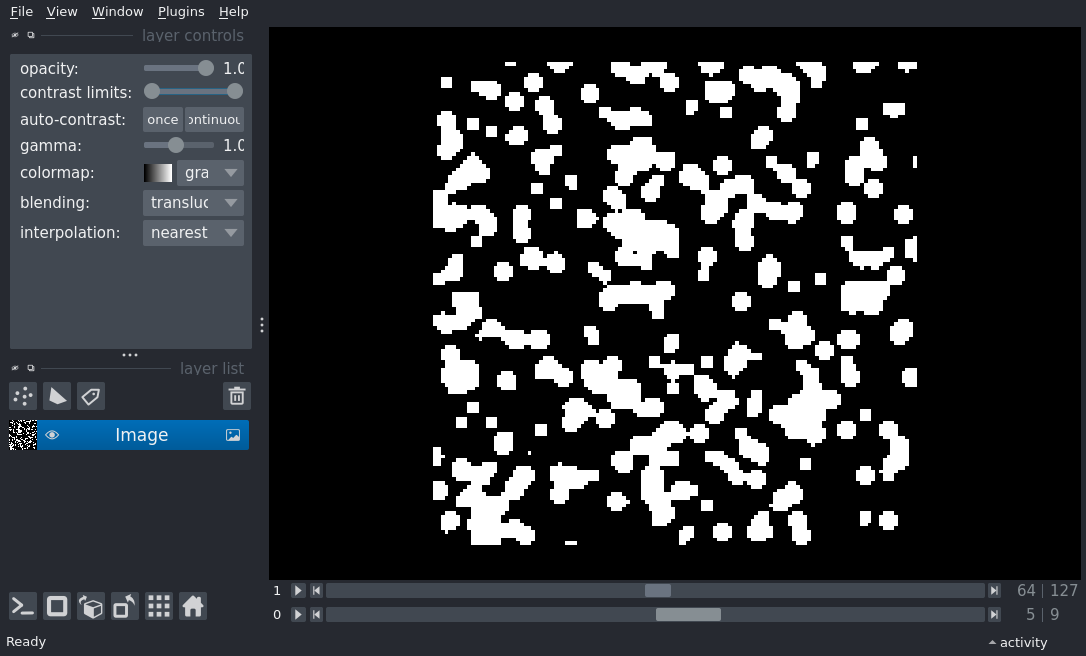 File View Window Plugins Help
layer controls
opacity: 1.0
contrast limits:
auto-contrast: once ontinuou
gamma: 1.0
colormap: gra
blending: transluc
interpolation: nearest
layer list
Image
1 64 | 127
0 5 | 9
Ready activity